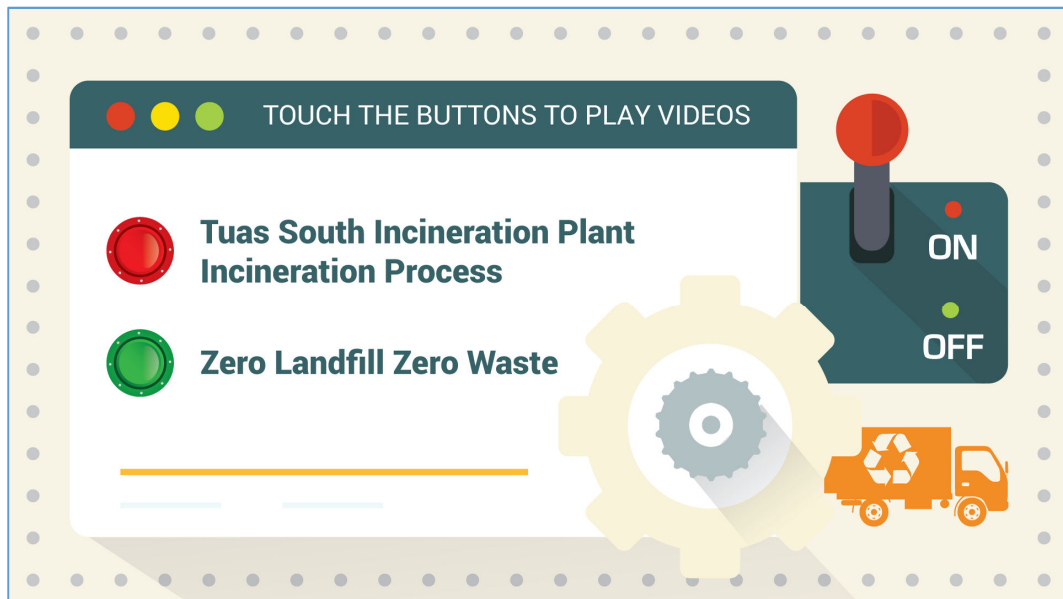 TOUCH THE BUTTONS TO PLAY VIDEOS
Tuas South Incineration Plant
Incineration Process
Zero Landfill Zero Waste
ON
OFF